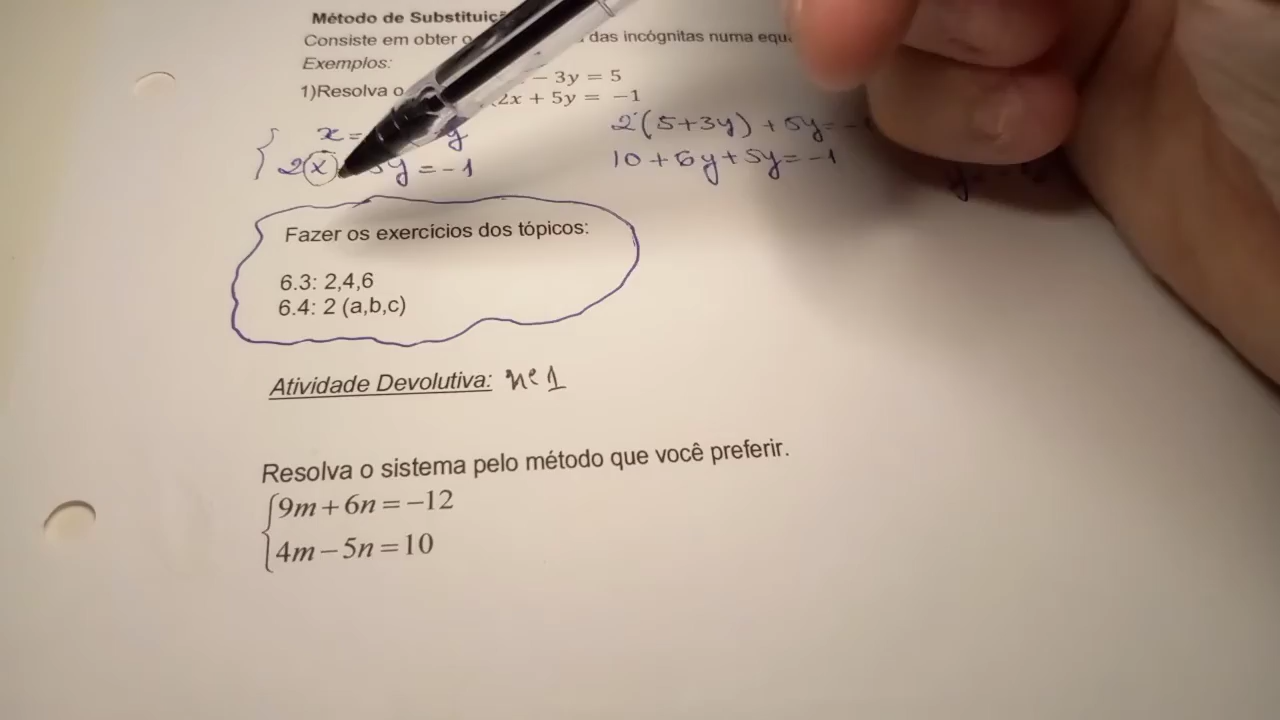 Método de Substituiç
Consiste em obter o das incógnitas numa equ
Exemplos:
1)Resolva o − 3y = 5
2x + 5y = −1
x = y
2(x) 5y = -1
2(5+3y) + 5y = -
10 + 6y + 5y = -1
Fazer os exercícios dos tópicos:
6.3: 2,4,6
6.4: 2 (a,b,c)
Atividade Devolutiva: nº 1
Resolva o sistema pelo método que você preferir.
9m + 6n = −12
4m − 5n = 10